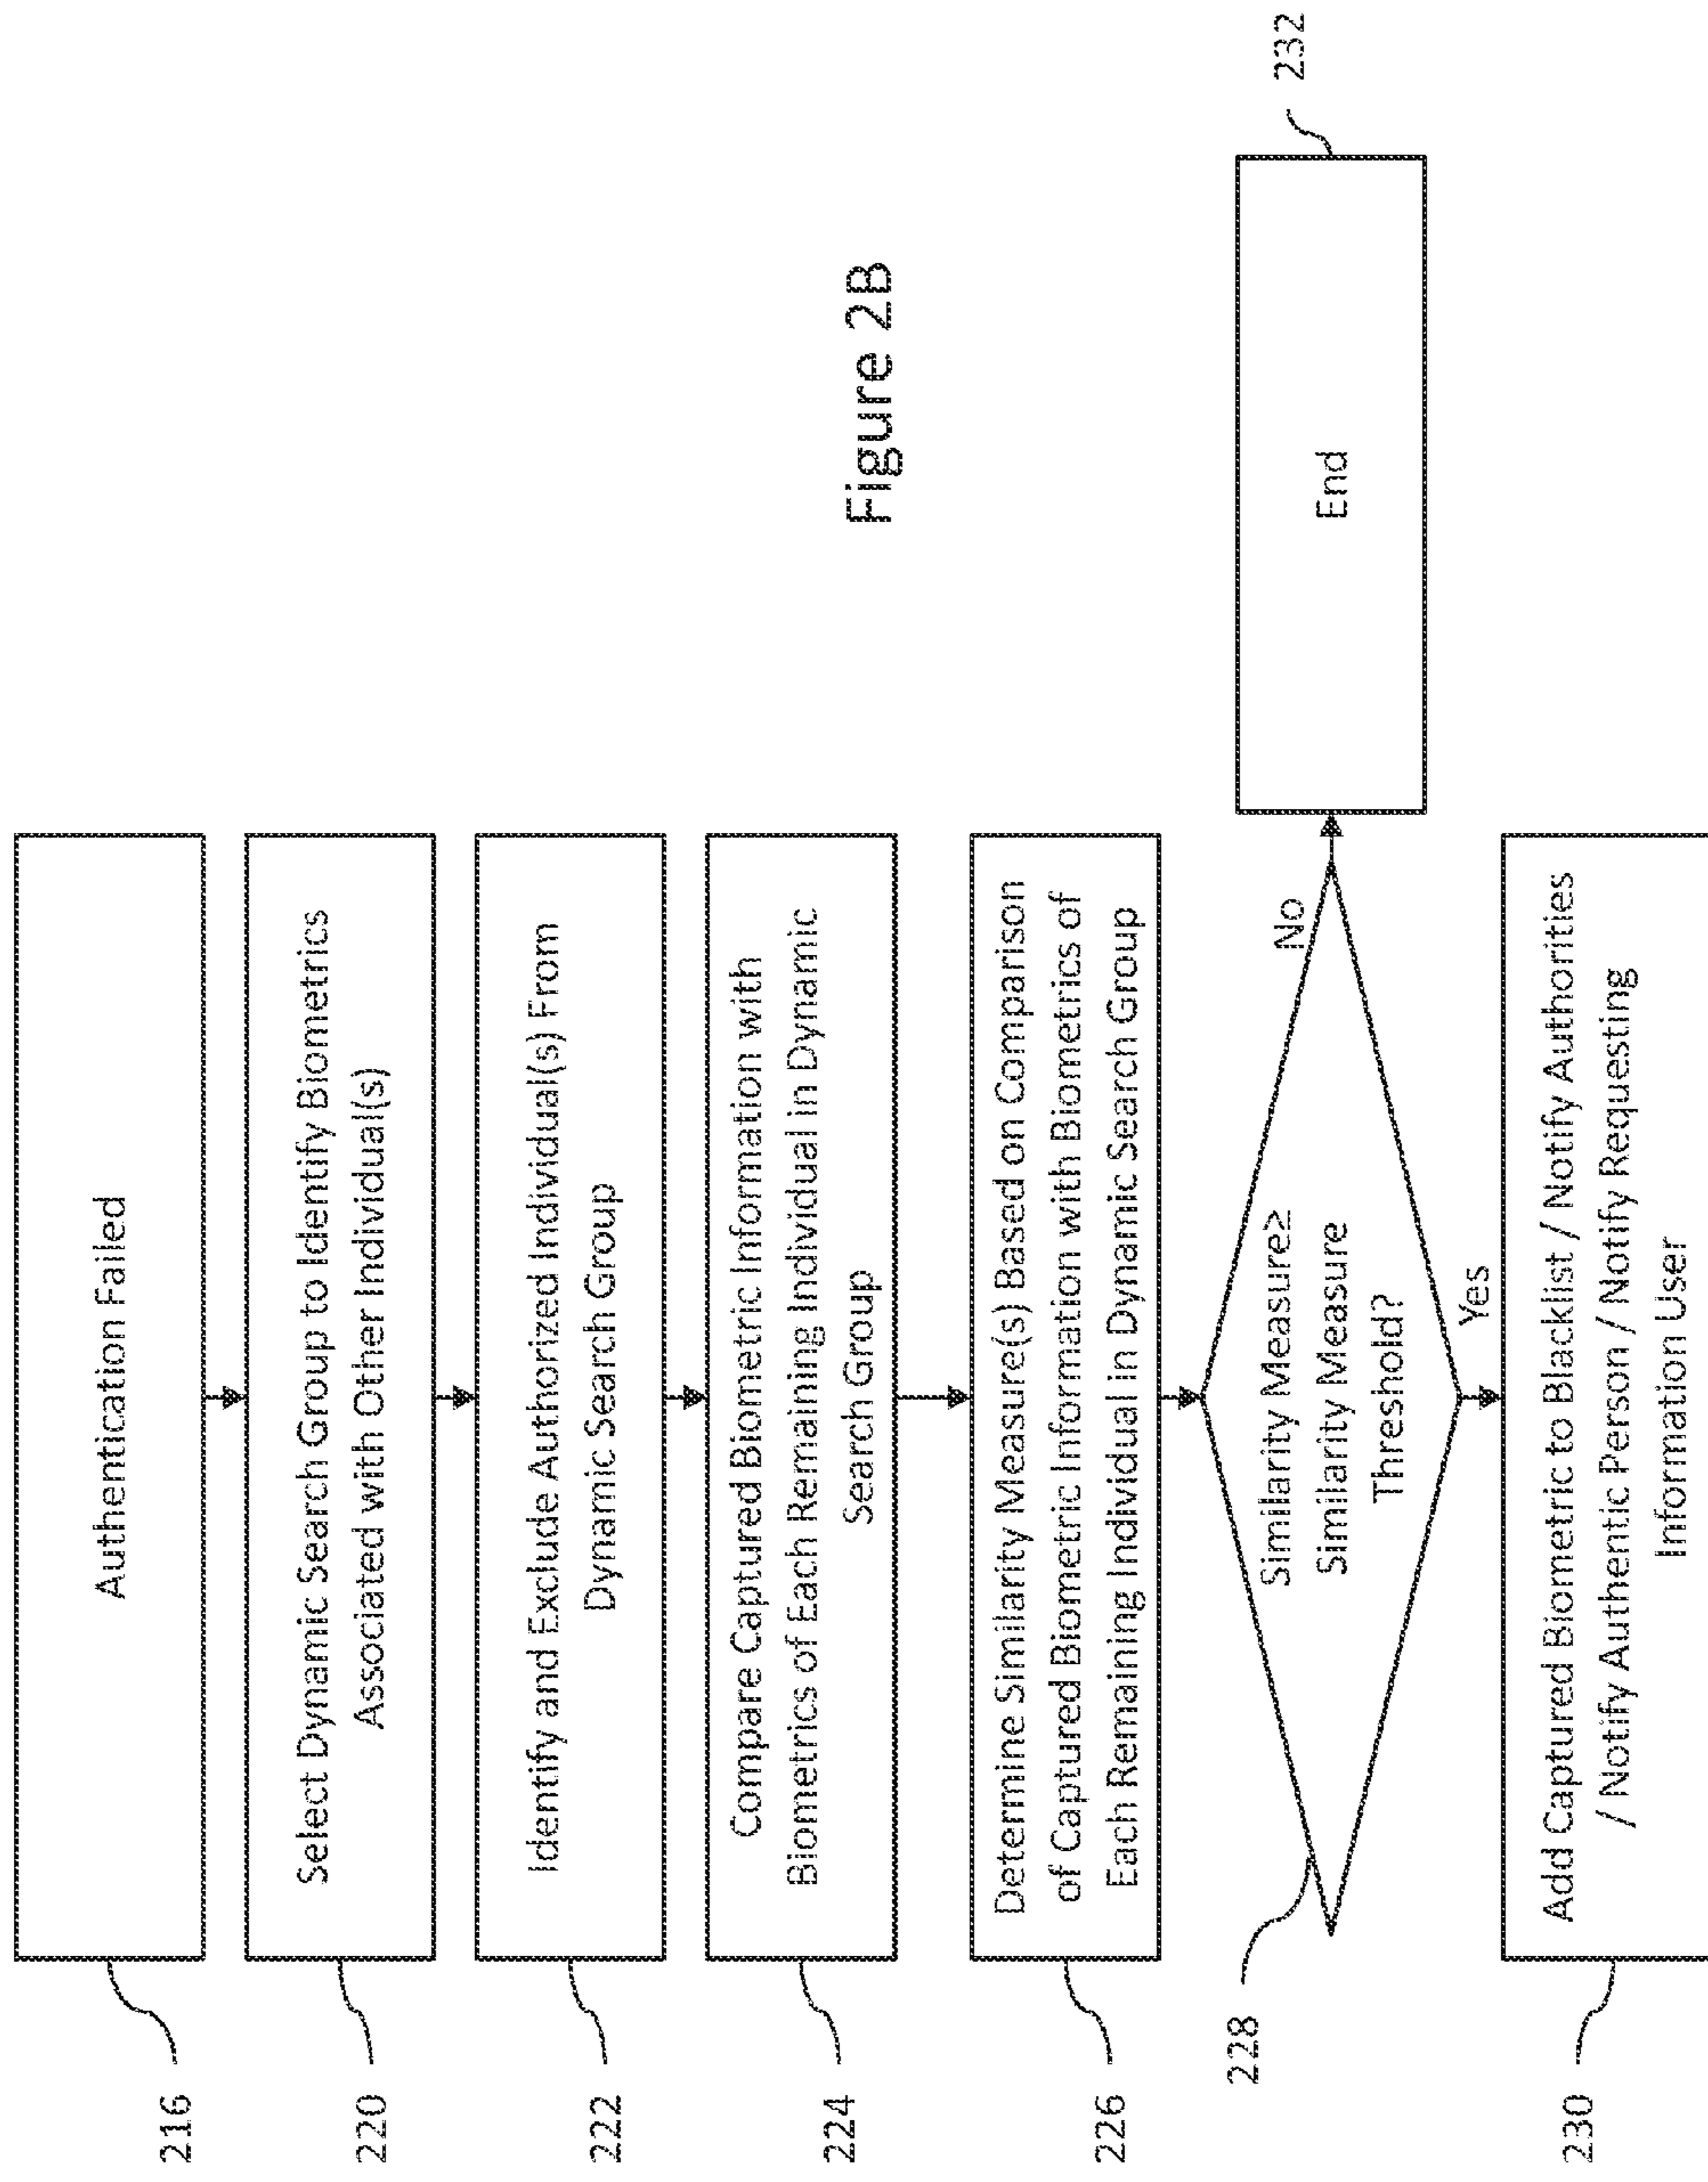 216
Authentication Failed
220
Select Dynamic Search Group to Identify Biometrics
Associated with Other Individual(s)
222
Identify and Exclude Authorized Individual(s) From
Dynamic Search Group
224
Compare Captured Biometric Information with
Biometrics of Each Remaining Individual in Dynamic
Search Group
226
Determine Similarity Measure(s) Based on Comparison
of Captured Biometric Information with Biometrics of
Each Remaining Individual in Dynamic Search Group
228
Similarity Measure≥
Similarity Measure
Threshold?
No
Yes
End
232
230
Add Captured Biometric to Blacklist / Notify Authorities
/ Notify Authentic Person / Notify Requesting
Information User
Figure 2B